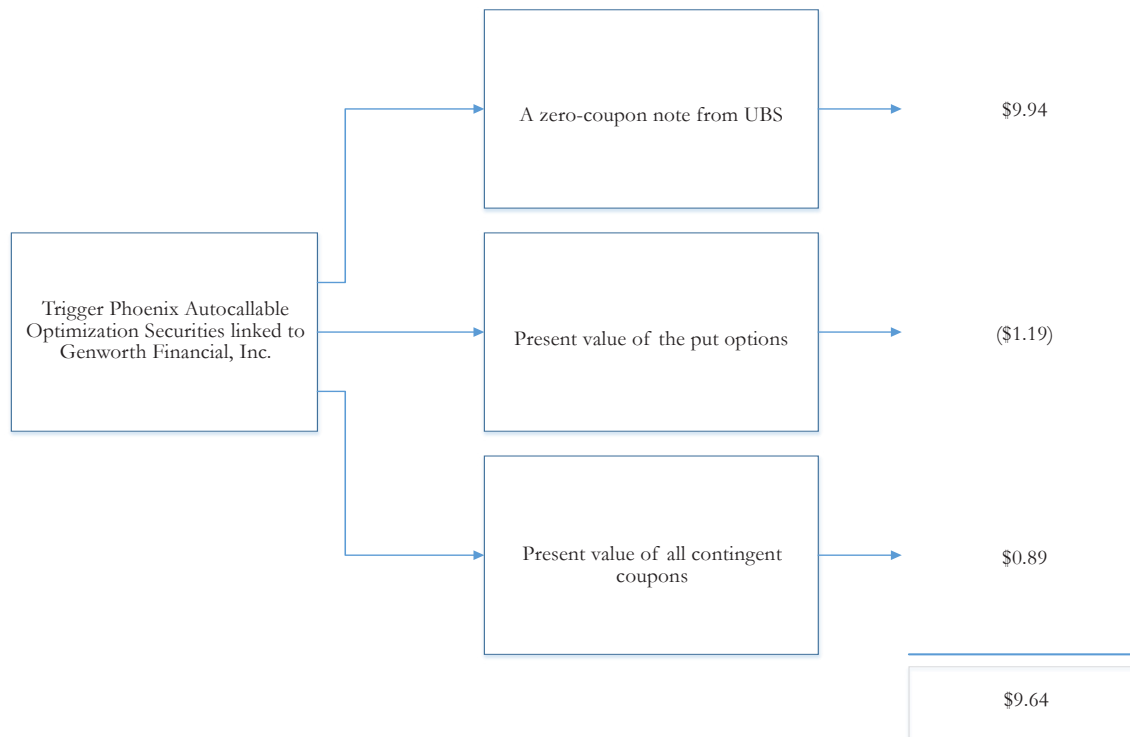 A zero-coupon note from UBS
$9.94
Trigger Phoenix Autocallable
Optimization Securities linked to
Genworth Financial, Inc.
Present value of the put options
($1.19)
Present value of all contingent
coupons
$0.89
$9.64